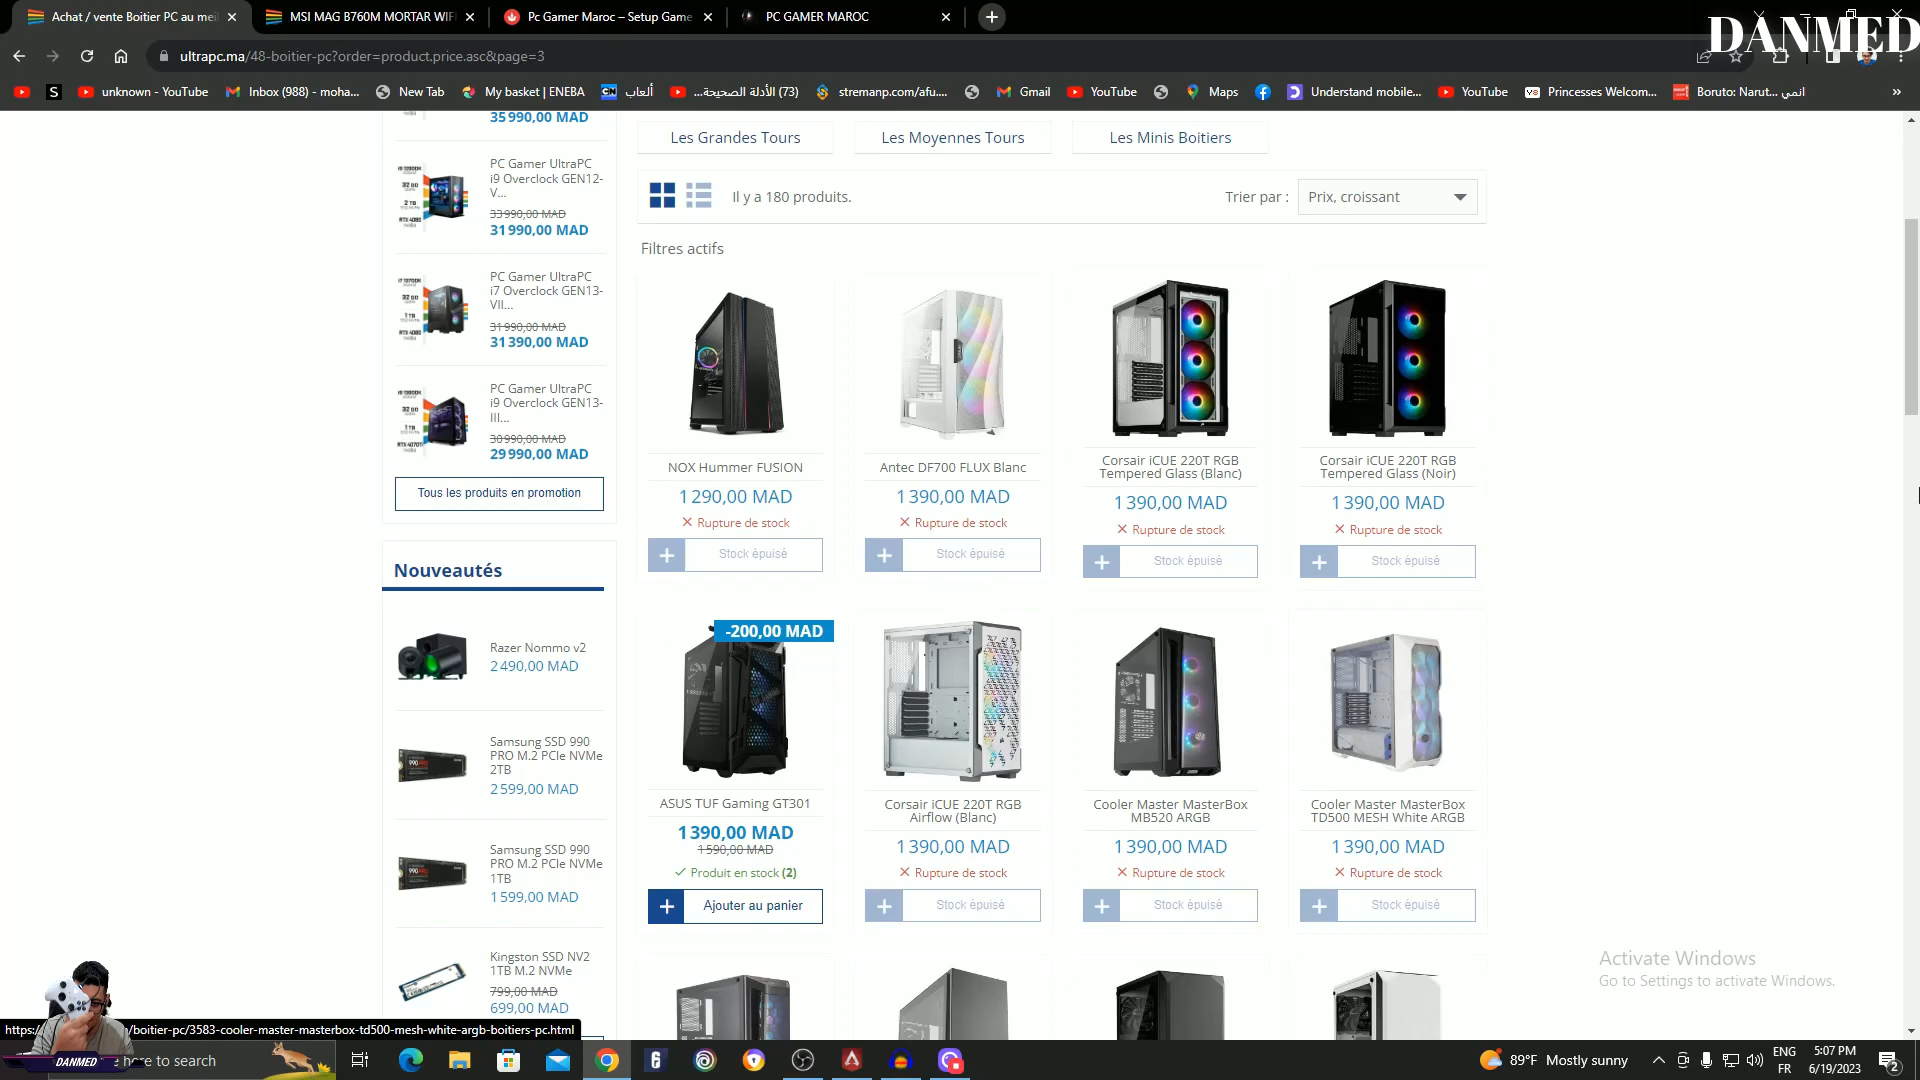 Achat / vente Boitier PC au mei
MSI MAG B760M MORTAR WIF
Pc Gamer Maroc – Setup Game
PC GAMER MAROC
DANMED
ultrapc.ma/48-boitier-pc?order=product.price.asc&page=3
unknown - YouTube
Inbox (988) - moha...
New Tab
My basket | ENEBA
ألعاب
(73) الأدلة الصحيحة...
stremanp.com/afu....
Gmail
YouTube
Maps
Understand mobile...
YouTube
Princesses Welcom...
Boruto: Narut... انمي
»
35 990,00 MAD
PC Gamer UltraPC
i9 Overclock GEN12-
V...
33 990,00 MAD
31 990,00 MAD
PC Gamer UltraPC
i7 Overclock GEN13-
VII...
31 990,00 MAD
31 390,00 MAD
PC Gamer UltraPC
i9 Overclock GEN13-
III...
30 990,00 MAD
29 990,00 MAD
Tous les produits en promotion
Nouveautés
Razer Nommo v2
2 490,00 MAD
Samsung SSD 990
PRO M.2 PCIe NVMe
2TB
2 599,00 MAD
Samsung SSD 990
PRO M.2 PCIe NVMe
1TB
1 599,00 MAD
Kingston SSD NV2
1TB M.2 NVMe
799,00 MAD
699,00 MAD
Les Grandes Tours
Les Moyennes Tours
Les Minis Boitiers
Il y a 180 produits.
Trier par :
Prix, croissant
Filtres actifs
NOX Hummer FUSION
1 290,00 MAD
Rupture de stock
Stock épuisé
Antec DF700 FLUX Blanc
1 390,00 MAD
Rupture de stock
Stock épuisé
Corsair iCUE 220T RGB
Tempered Glass (Blanc)
1 390,00 MAD
Rupture de stock
Stock épuisé
Corsair iCUE 220T RGB
Tempered Glass (Noir)
1 390,00 MAD
Rupture de stock
Stock épuisé
-200,00 MAD
ASUS TUF Gaming GT301
1 390,00 MAD
1 590,00 MAD
Produit en stock (2)
Ajouter au panier
Corsair iCUE 220T RGB
Airflow (Blanc)
1 390,00 MAD
Rupture de stock
Stock épuisé
Cooler Master MasterBox
MB520 ARGB
1 390,00 MAD
Rupture de stock
Stock épuisé
Cooler Master MasterBox
TD500 MESH White ARGB
1 390,00 MAD
Rupture de stock
Stock épuisé
Activate Windows
Go to Settings to activate Windows.
https:/
/boitier-pc/3583-cooler-master-masterbox-td500-mesh-white-argb-boitiers-pc.html
DANMED
here to search
89°F Mostly sunny
ENG
FR
5:07 PM
6/19/2023
2